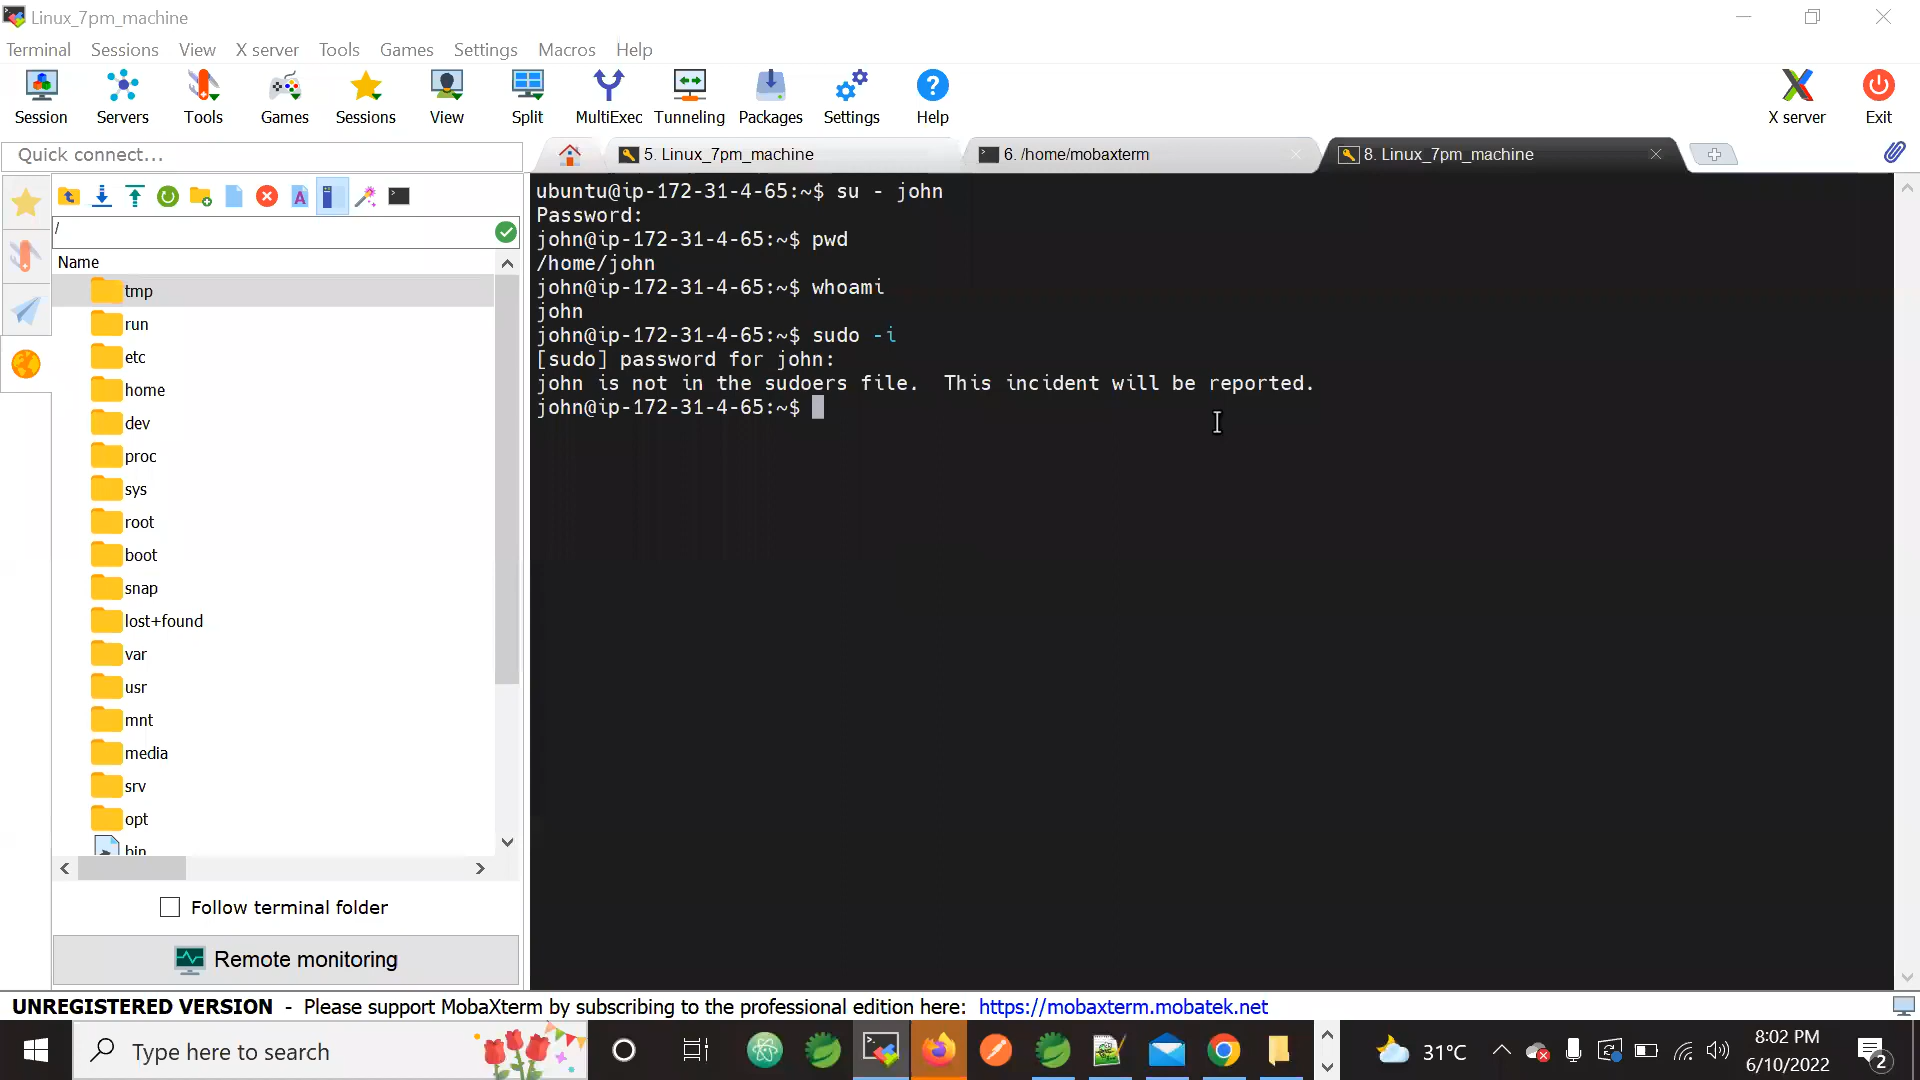 Linux_7pm_machine
Terminal Sessions View X server Tools Games Settings Macros Help
Session Servers Tools Games Sessions View Split MultiExec Tunneling Packages Settings Help X server Exit
Quick connect...
5. Linux_7pm_machine
6. /home/mobaxterm
8. Linux_7pm_machine
/
Name
tmp
run
etc
home
dev
proc
sys
root
boot
snap
lost+found
var
usr
mnt
media
srv
opt
bin
Follow terminal folder
Remote monitoring
ubuntu@ip-172-31-4-65:~$ su - john
Password:
john@ip-172-31-4-65:~$ pwd
/home/john
john@ip-172-31-4-65:~$ whoami
john
john@ip-172-31-4-65:~$ sudo -i
[sudo] password for john:
john is not in the sudoers file.  This incident will be reported.
john@ip-172-31-4-65:~$
UNREGISTERED VERSION - Please support MobaXterm by subscribing to the professional edition here: https://mobaxterm.mobatek.net
Type here to search
31°C
8:02 PM
6/10/2022
2